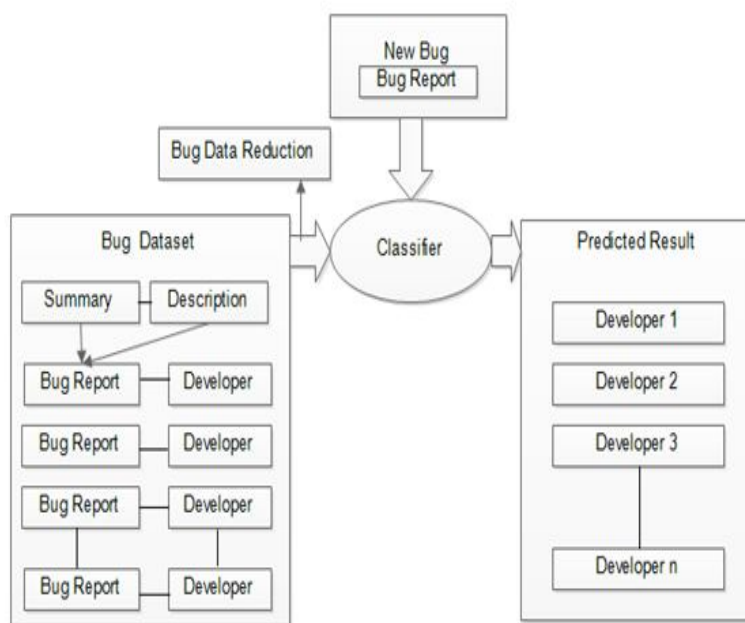 New Bug
Bug Report
Bug Data Reduction
Classifier
Bug Dataset
Summary
Description
Bug Report
Developer
Bug Report
Developer
Bug Report
Developer
Bug Report
Developer
Predicted Result
Developer 1
Developer 2
Developer 3
Developer n